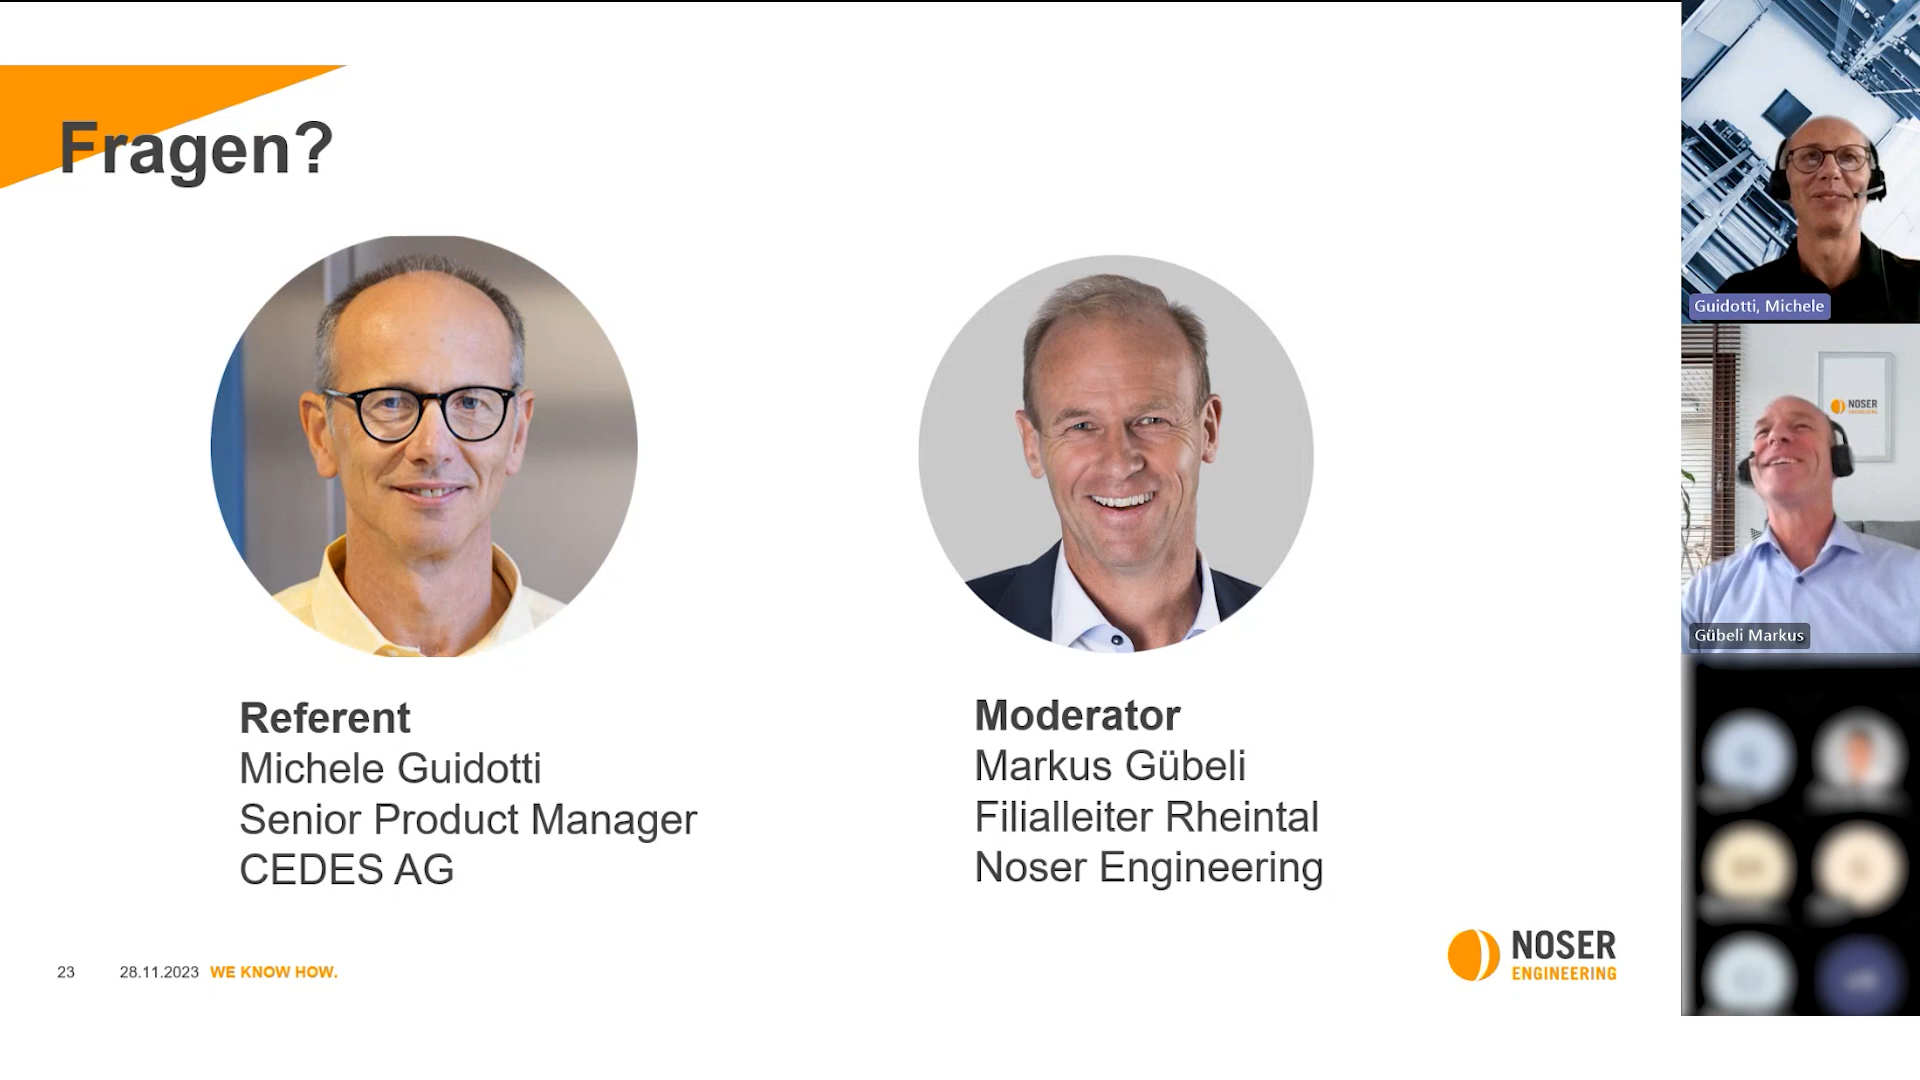 Fragen?
Referent
Michele Guidotti
Senior Product Manager
CEDES AG
Moderator
Markus Gübeli
Filialleiter Rheintal
Noser Engineering
23 28.11.2023 WE KNOW HOW.
NOSER
ENGINEERING
Guidotti, Michele
NOSER
ENGINEERING
Gübeli Markus